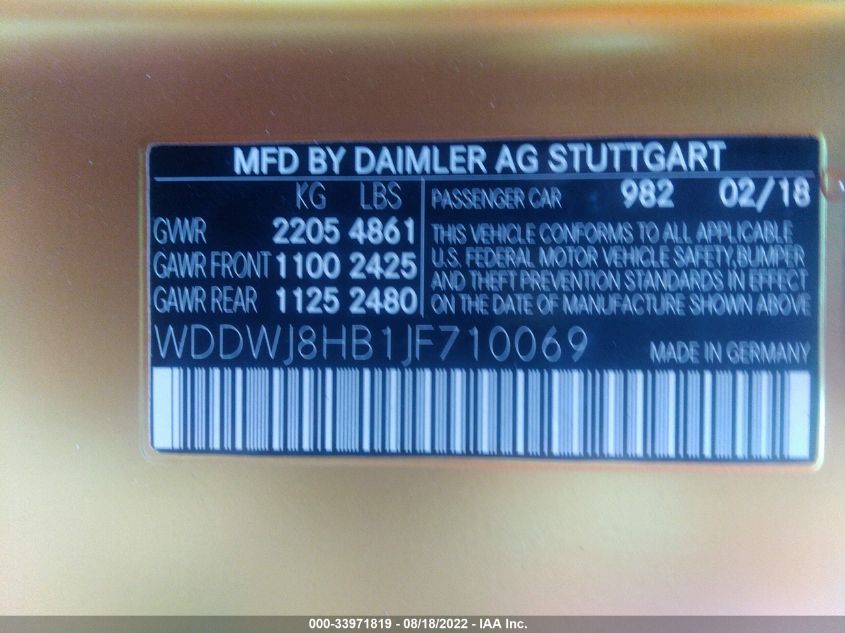 MFD BY DAIMLER AG STUTTGART
KG LBS
GVWR 2205 4861
GAWR FRONT 1100 2425
GAWR REAR 1125 2480
PASSENGER CAR 982 02/18
THIS VEHICLE CONFORMS TO ALL APPLICABLE
U.S. FEDERAL MOTOR VEHICLE SAFETY, BUMPER
AND THEFT PREVENTION STANDARDS IN EFFECT
ON THE DATE OF MANUFACTURE SHOWN ABOVE
WDDWJ8HB1JF710069 MADE IN GERMANY
000-33971819 - 08/18/2022 - IAA Inc.